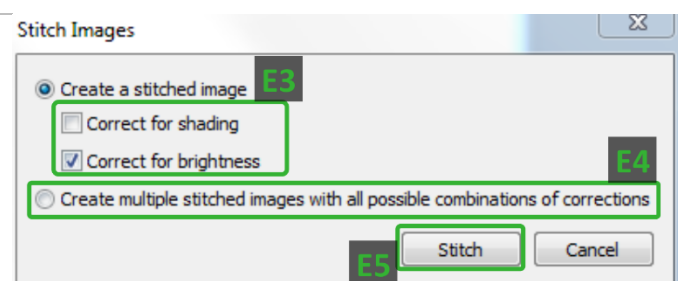 Stitch Images
Create a stitched image E3
Correct for shading
Correct for brightness
E4
Create multiple stitched images with all possible combinations of corrections
E5 Stitch Cancel